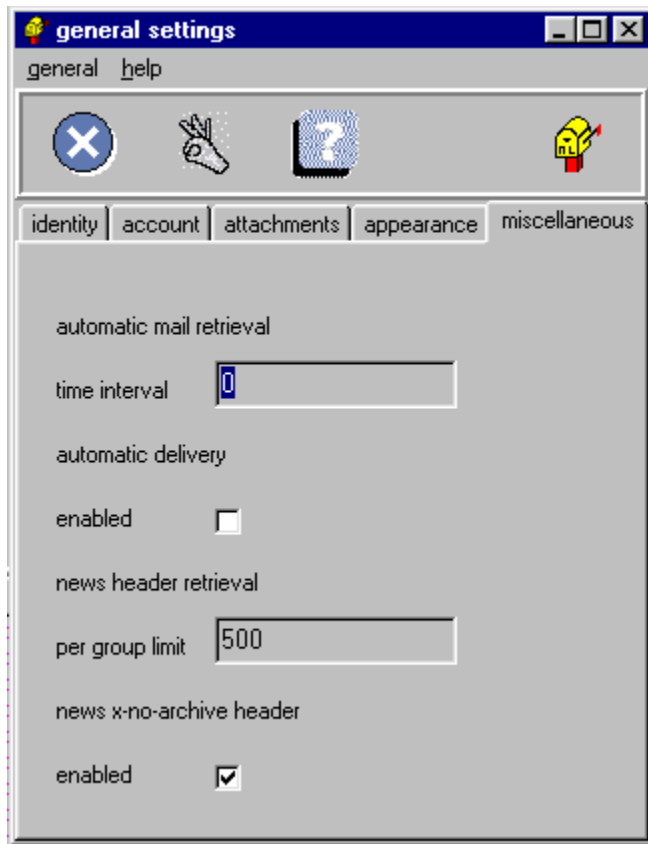 general settings
general help
identity account attachments appearance miscellaneous
automatic mail retrieval
time interval 0
automatic delivery
enabled
news header retrieval
per group limit 500
news x-no-archive header
enabled